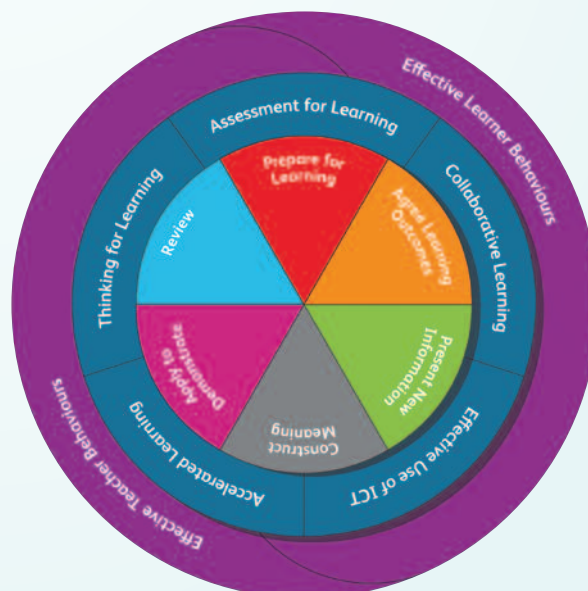 Effective Learner Behaviours
Assessment for Learning
Collaborative Learning
Effective Use of ICT
Accelerated Learning
Thinking for Learning
Prepare for
Learning
Agree Learning
Outcomes
Present New
Information
Construct
Meaning
Apply to
Demonstrate
Review
Effective Teacher Behaviours